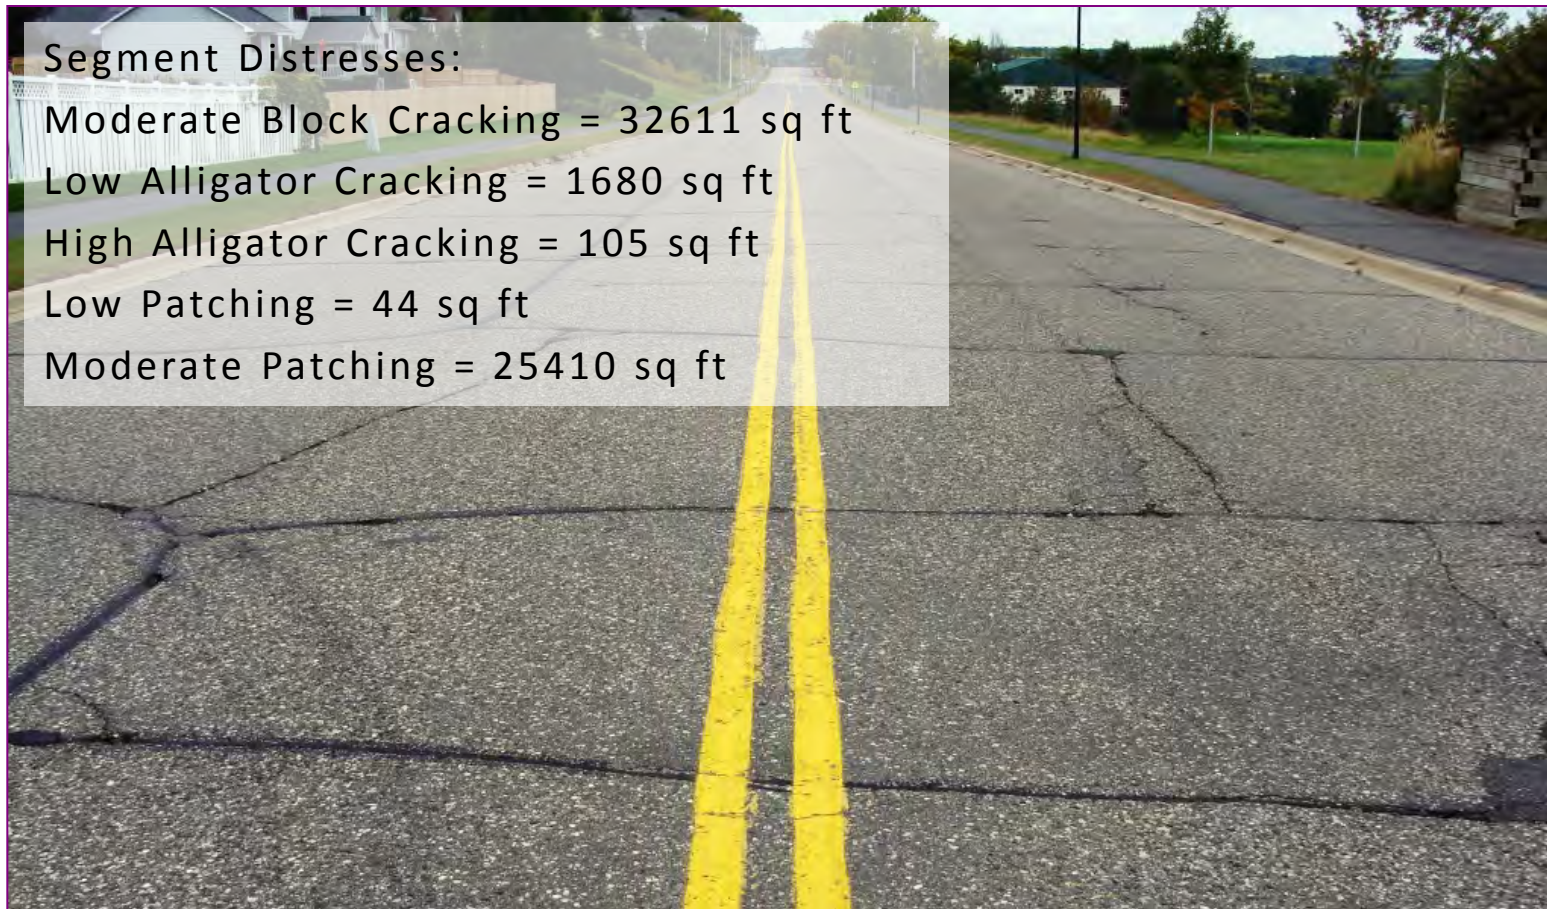 Segment Distresses:
Moderate Block Cracking = 32611 sq ft
Low Alligator Cracking = 1680 sq ft
High Alligator Cracking = 105 sq ft
Low Patching = 44 sq ft
Moderate Patching = 25410 sq ft